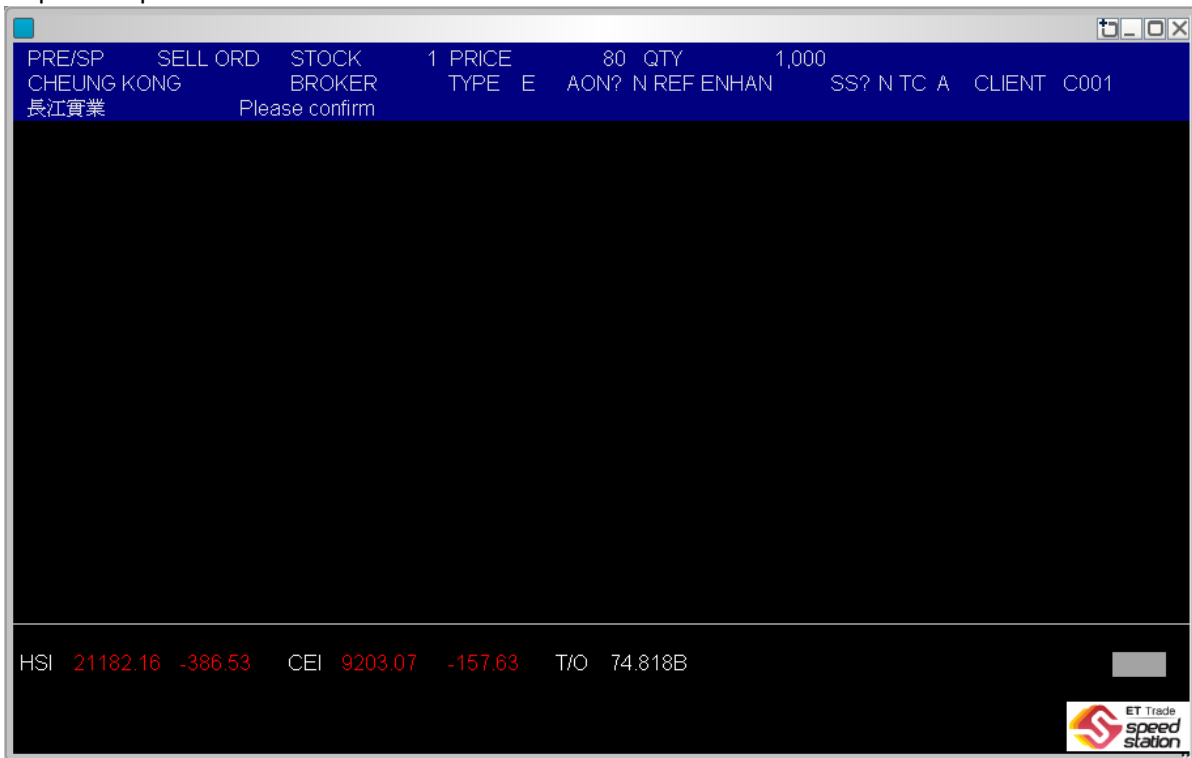 PRE/SP SELL ORD STOCK 1 PRICE 80 QTY 1,000
CHEUNG KONG BROKER TYPE E AON? N REF ENHAN SS? N TC A CLIENT C001
長江實業 Please confirm
HSI 21182.16 -386.53 CEI 9203.07 -157.63 T/O 74.818B
ET Trade
speed
station